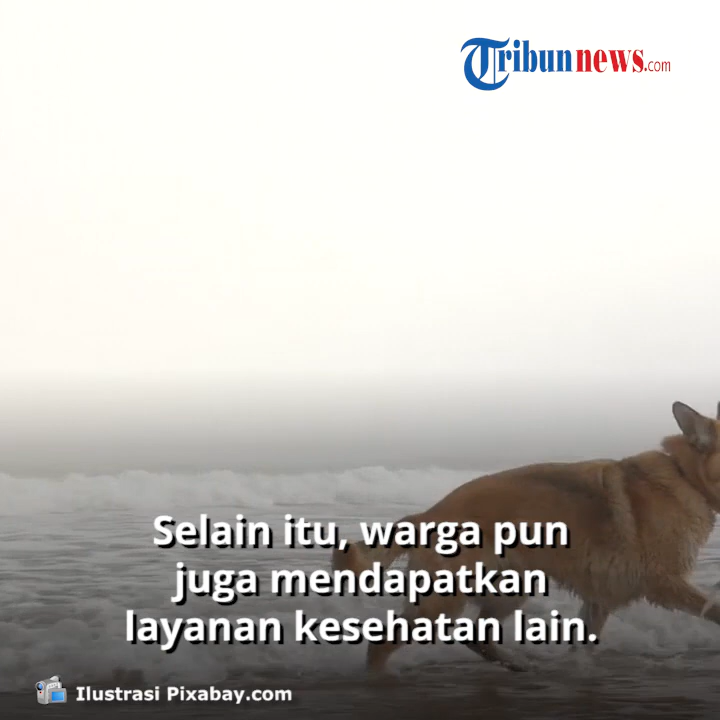 Tribunnews.com
Selain itu, warga pun
juga mendapatkan
layanan kesehatan lain.
Ilustrasi Pixabay.com